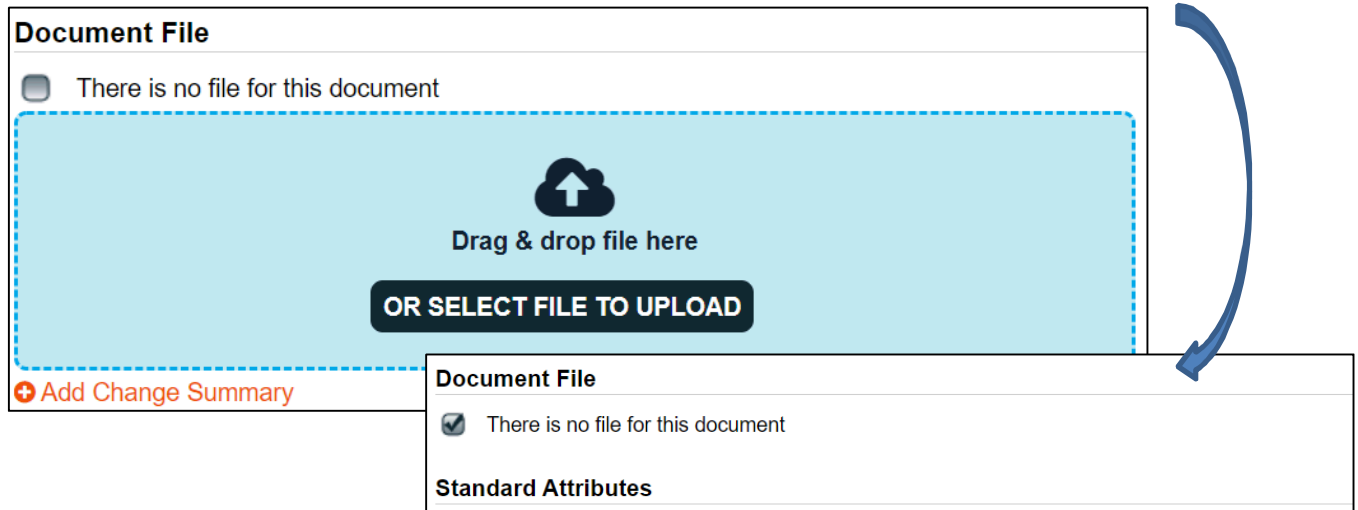 Document File
There is no file for this document
Drag & drop file here
OR SELECT FILE TO UPLOAD
Add Change Summary
Document File
There is no file for this document
Standard Attributes